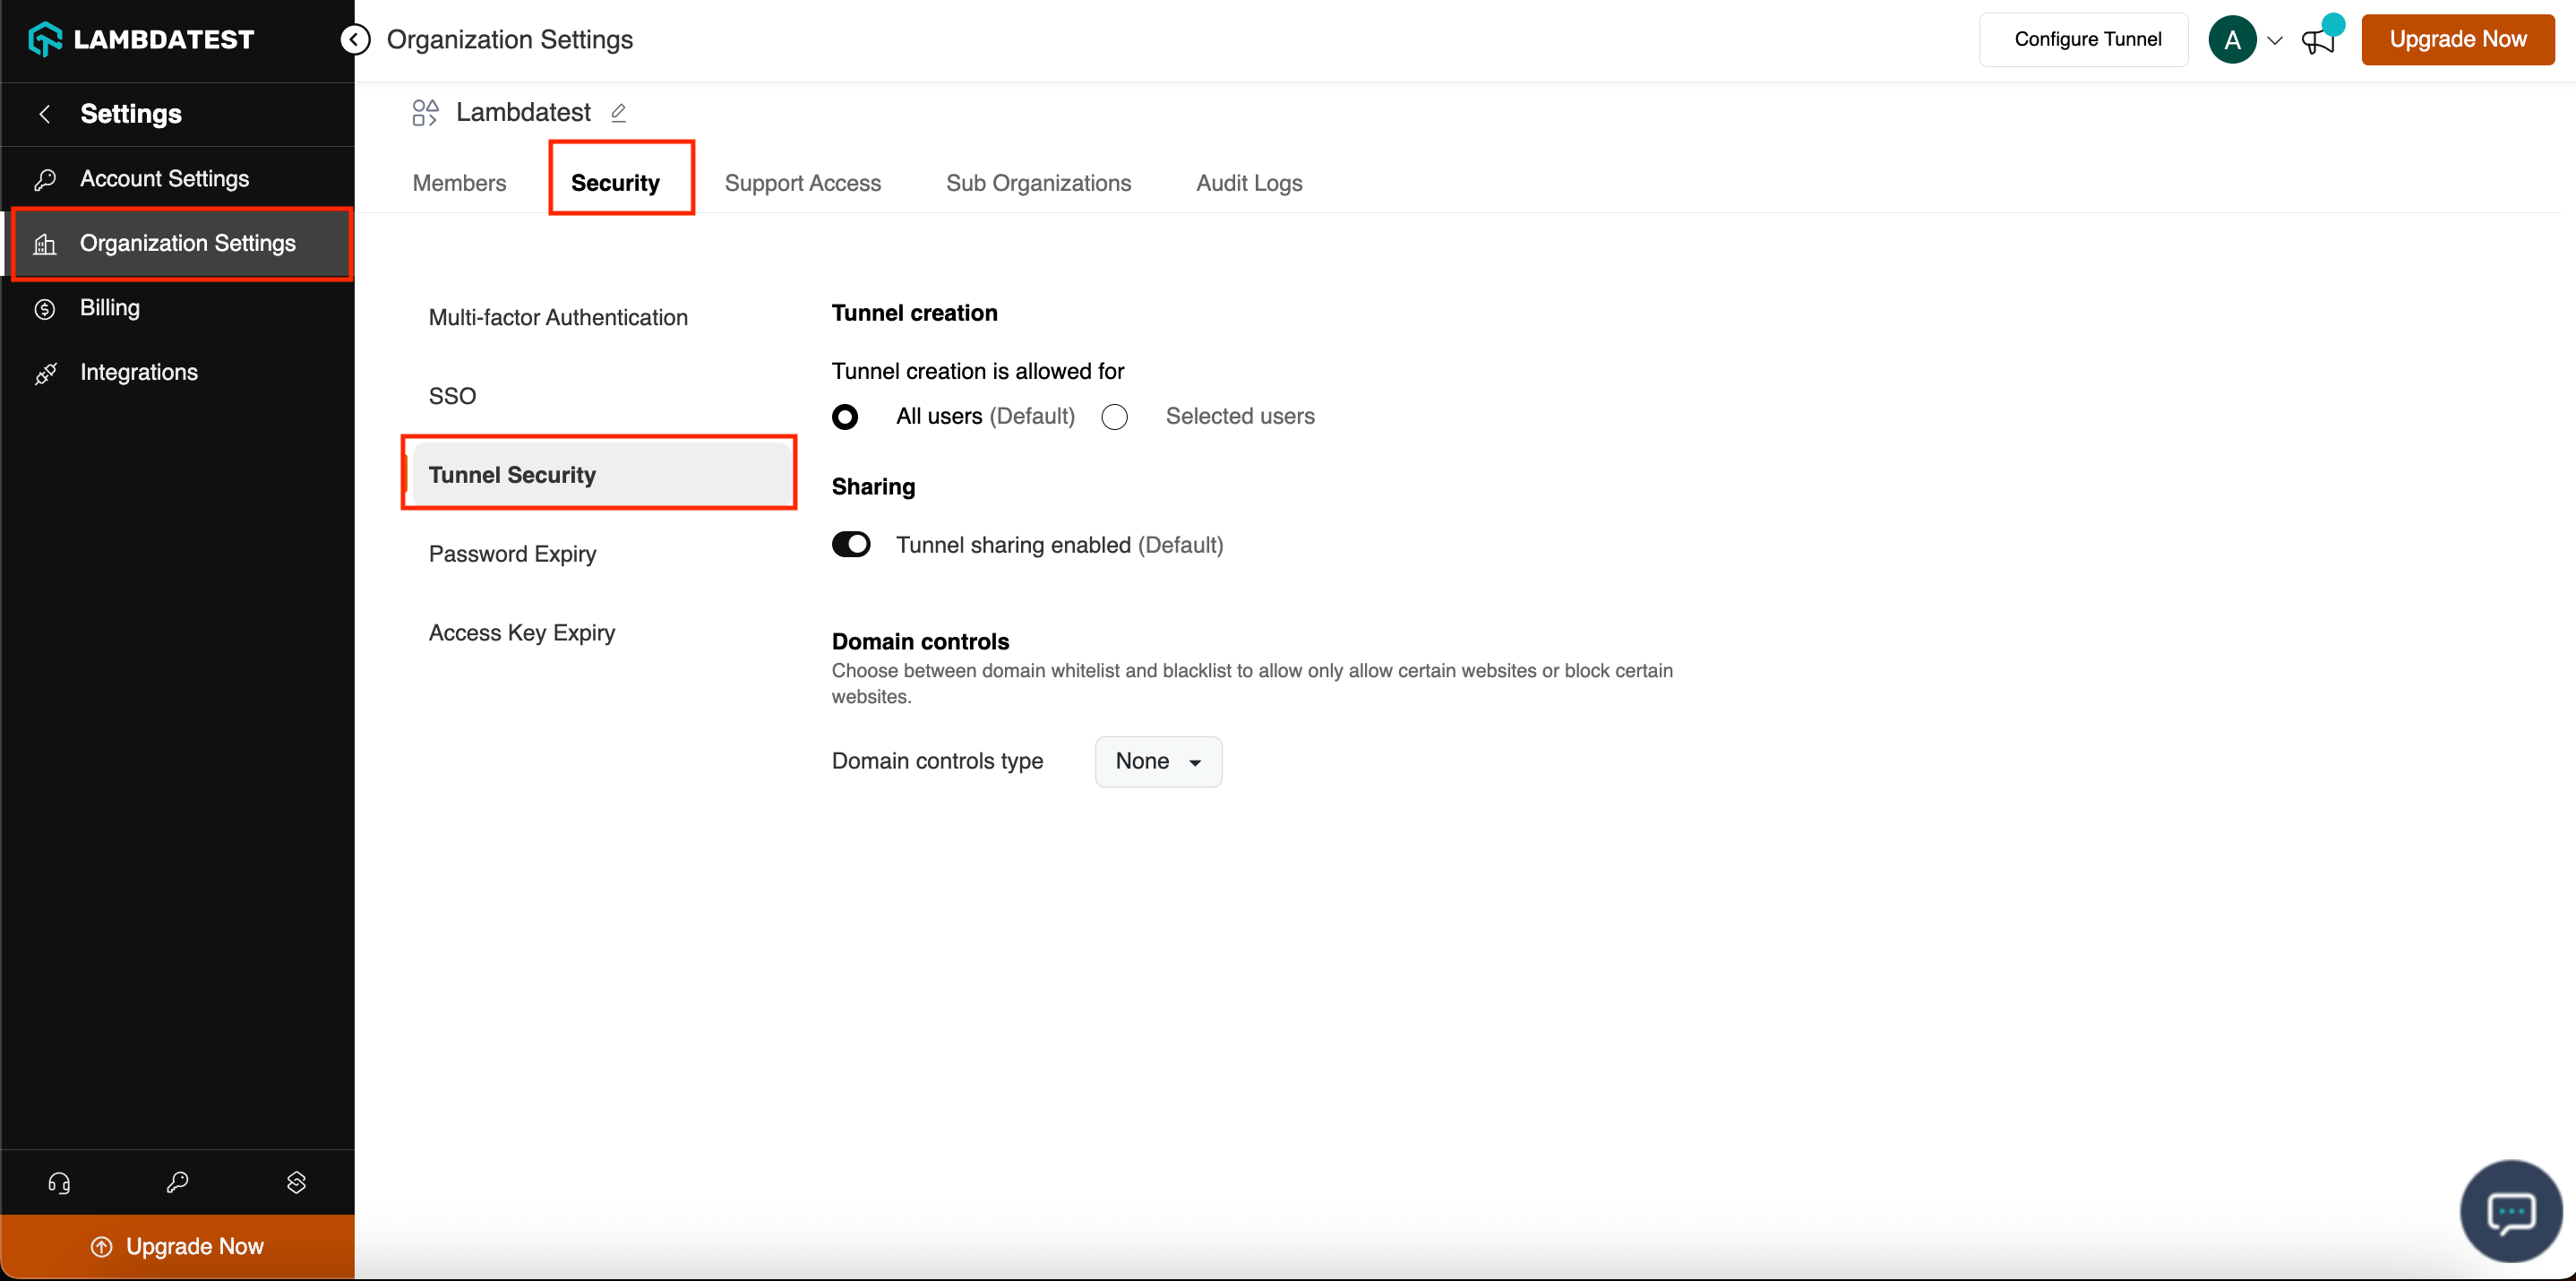 LAMBDATEST
Organization Settings
Configure Tunnel
A
Upgrade Now
Settings
Account Settings
Organization Settings
Billing
Integrations
Lambdatest
Members
Security
Support Access
Sub Organizations
Audit Logs
Multi-factor Authentication
SSO
Tunnel Security
Password Expiry
Access Key Expiry
Tunnel creation
Tunnel creation is allowed for
All users (Default)
Selected users
Sharing
Tunnel sharing enabled (Default)
Domain controls
Choose between domain whitelist and blacklist to allow only allow certain websites or block certain
websites.
Domain controls type
None
Upgrade Now